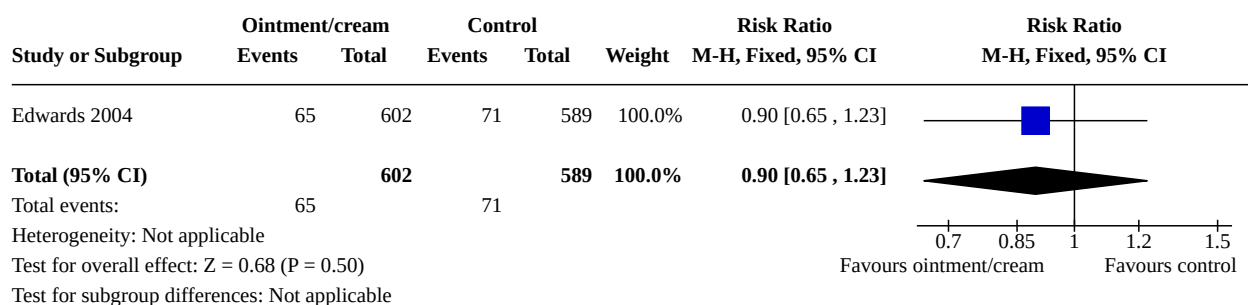 Ointment/cream Control Risk Ratio Risk Ratio
Study or Subgroup Events Total Events Total Weight M-H, Fixed, 95% CI M-H, Fixed, 95% CI
Edwards 2004 65 602 71 589 100.0% 0.90 [0.65 , 1.23]
Total (95% CI) 602 589 100.0% 0.90 [0.65 , 1.23]
Total events: 65 71
Heterogeneity: Not applicable
0.7 0.85 1 1.2 1.5
Test for overall effect: Z = 0.68 (P = 0.50) Favours ointment/cream Favours control
Test for subgroup differences: Not applicable